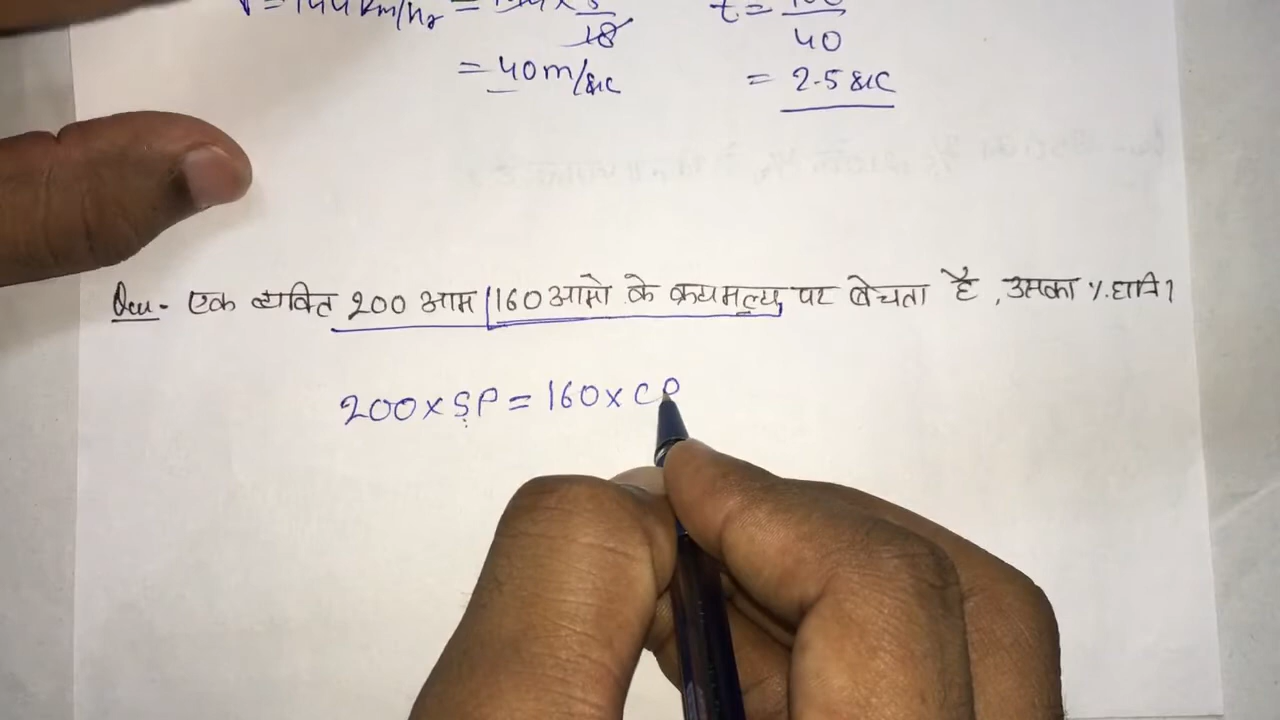 = 40m/sec
40
= 2.5 sec
Que - एक व्यक्ति 200 आम 160 आमो के क्रयमूल्य पर बेचता है , उसका %हानि?
200 × SP = 160 × CP